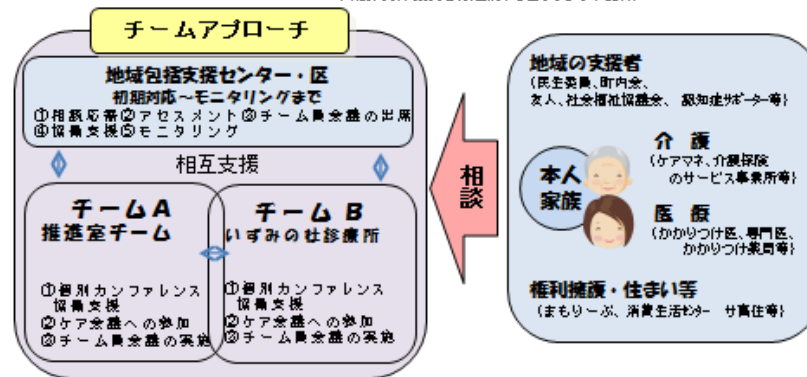 チームアプローチ
地域包括支援センター・区
初期対応～モニタリングまで
①相談応需②アセスメント③チーム員会議の出席
④協働支援⑤モニタリング
相互支援
チームA
推進室チーム
①個別カンファレンス
協働支援
②ケア会議への参加
③チーム員会議の実施
チームB
いずみの杜診療所
①個別カンファレンス
協働支援
②ケア会議への参加
③チーム員会議の実施
相談
地域の支援者
(民生委員、町内会、
友人、社会福祉協議会、認知症サポーター等)
本人
家族
介護
(ケアマネ、介護保険
のサービス事業所等)
医療
(かかりつけ医、専門医、
かかりつけ薬局等)
権利擁護・住まい等
(まもりーぶ、消費生活センター サ高住等)